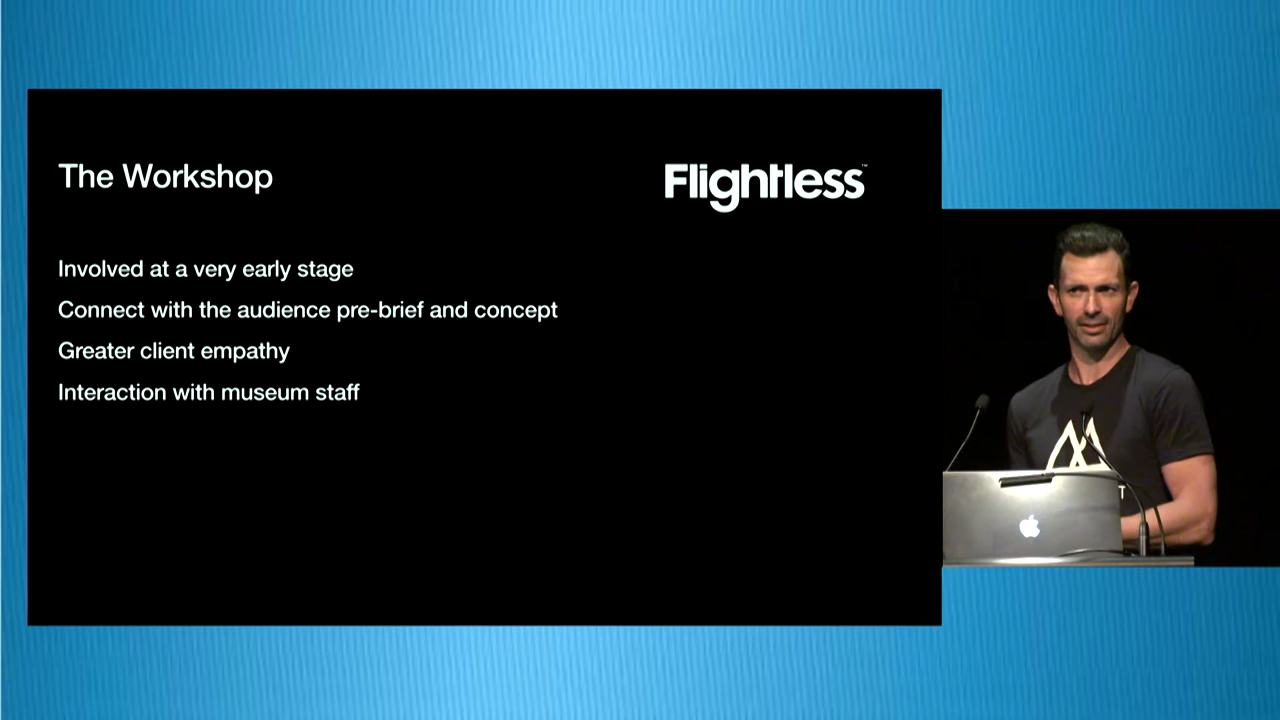 The Workshop
Flightless™
Involved at a very early stage
Connect with the audience pre-brief and concept
Greater client empathy
Interaction with museum staff